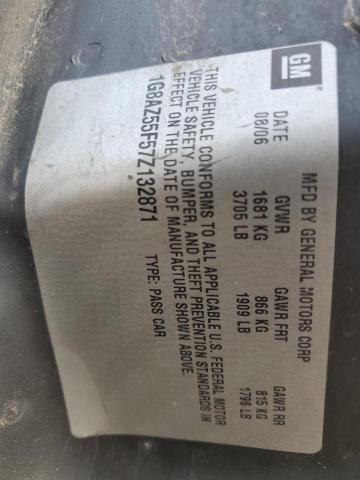 GM
MFD BY GENERAL MOTORS CORP
DATE GVWR GAWR FRT GAWR RR
08/06 1681 KG 866 KG 815 KG
3705 LB 1909 LB 1796 LB
THIS VEHICLE CONFORMS TO ALL APPLICABLE U.S. FEDERAL MOTOR
VEHICLE SAFETY, BUMPER, AND THEFT PREVENTION STANDARDS IN
EFFECT ON THE DATE OF MANUFACTURE SHOWN ABOVE.
1G8AZ55F57Z132871 TYPE: PASS CAR